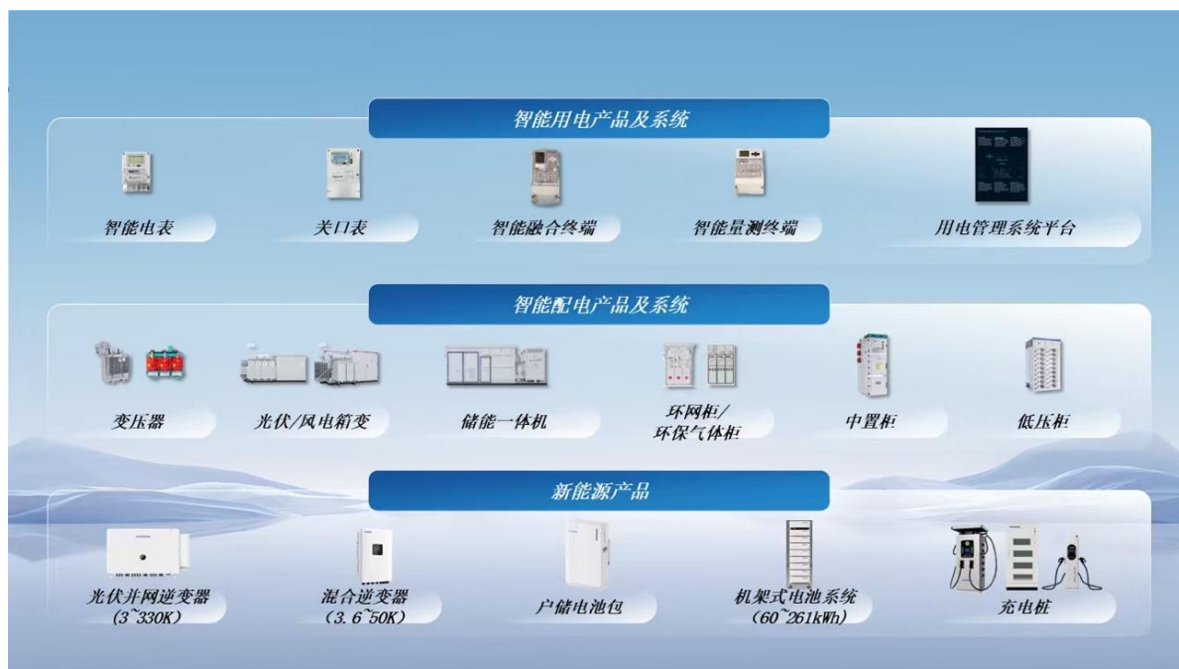 智能用电产品及系统
智能电表
关口表
智能融合终端
智能量测终端
用电管理系统平台
智能配电产品及系统
变压器
光伏/风电箱变
储能一体机
环网柜/
环保气体柜
中置柜
低压柜
新能源产品
光伏并网逆变器
(3~330K)
混合逆变器
(3.6~50K)
户储电池包
机架式电池系统
(60~261kWh)
充电桩